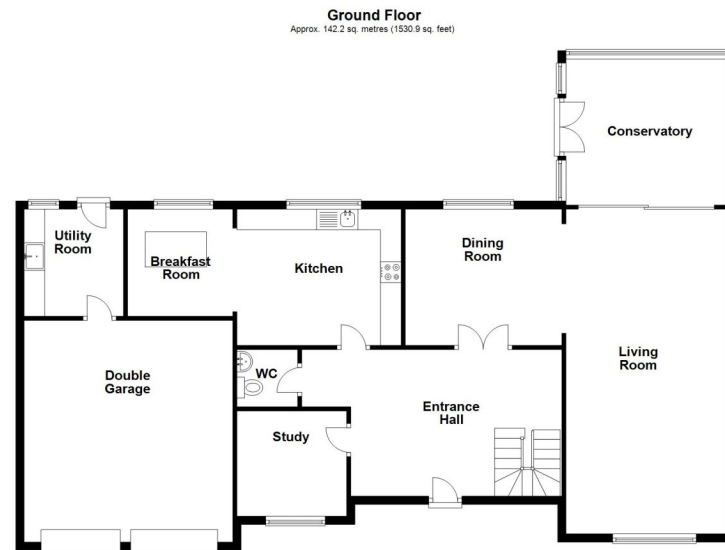 Ground Floor
Approx. 142.2 sq. metres (1530.9 sq. feet)
Conservatory
Utility
Room
Breakfast
Room
Kitchen
Dining
Room
Double
Garage
WC
Living
Room
Entrance
Hall
Study